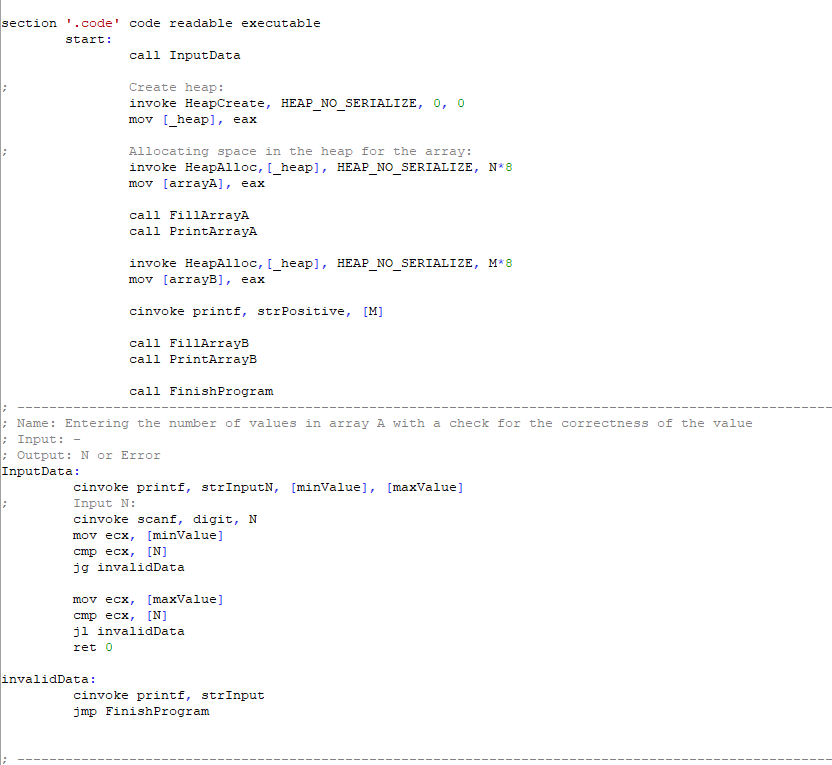 section '.code' code readable executable
start:
call InputData
; Create heap:
invoke HeapCreate, HEAP_NO_SERIALIZE, 0, 0
mov [_heap], eax
; Allocating space in the heap for the array:
invoke HeapAlloc,[_heap], HEAP_NO_SERIALIZE, N*8
mov [arrayA], eax
call FillArrayA
call PrintArrayA
invoke HeapAlloc,[_heap], HEAP_NO_SERIALIZE, M*8
mov [arrayB], eax
cinvoke printf, strPositive, [M]
call FillArrayB
call PrintArrayB
call FinishProgram
; ------------------------------------------------------------------------------------------------------
; Name: Entering the number of values in array A with a check for the correctness of the value
; Input: -
; Output: N or Error
InputData:
cinvoke printf, strInputN, [minValue], [maxValue]
; Input N:
cinvoke scanf, digit, N
mov ecx, [minValue]
cmp ecx, [N]
jg invalidData
mov ecx, [maxValue]
cmp ecx, [N]
jl invalidData
ret 0
invalidData:
cinvoke printf, strInput
jmp FinishProgram
; ------------------------------------------------------------------------------------------------------